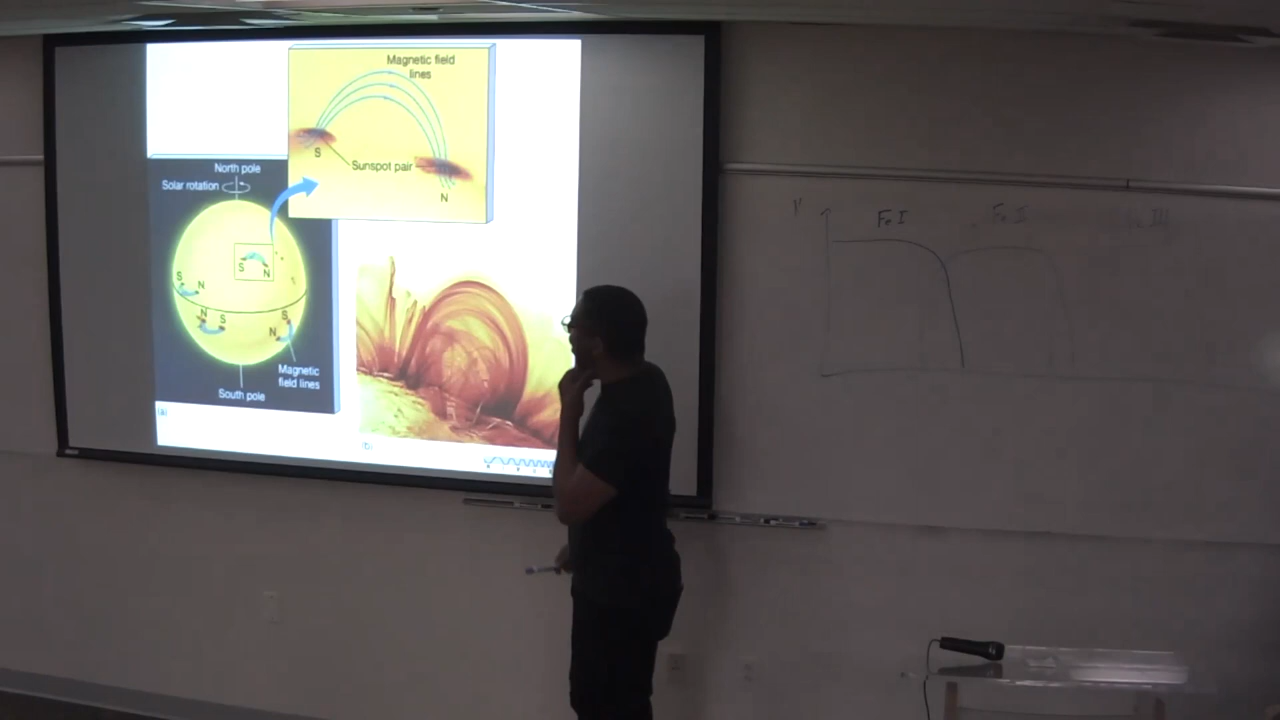 Magnetic field
lines
S
Sunspot pair
N
North pole
Solar rotation
S
N
S
N
N
S
S
N
Magnetic
field lines
South pole
(a)
(b)
Fe I
Fe II